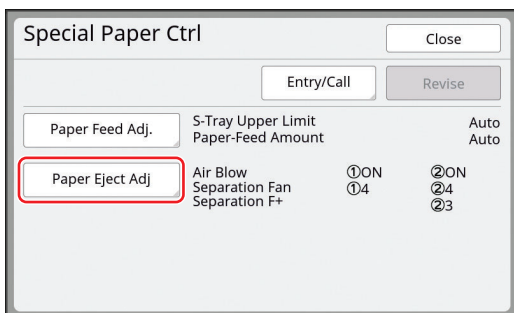 Special Paper Ctrl
Close
Entry/Call
Revise
Paper Feed Adj.
S-Tray Upper Limit Auto
Paper-Feed Amount Auto
Paper Eject Adj
Air Blow ①ON ②ON
Separation Fan ①4 ②4
Separation F+ ②3